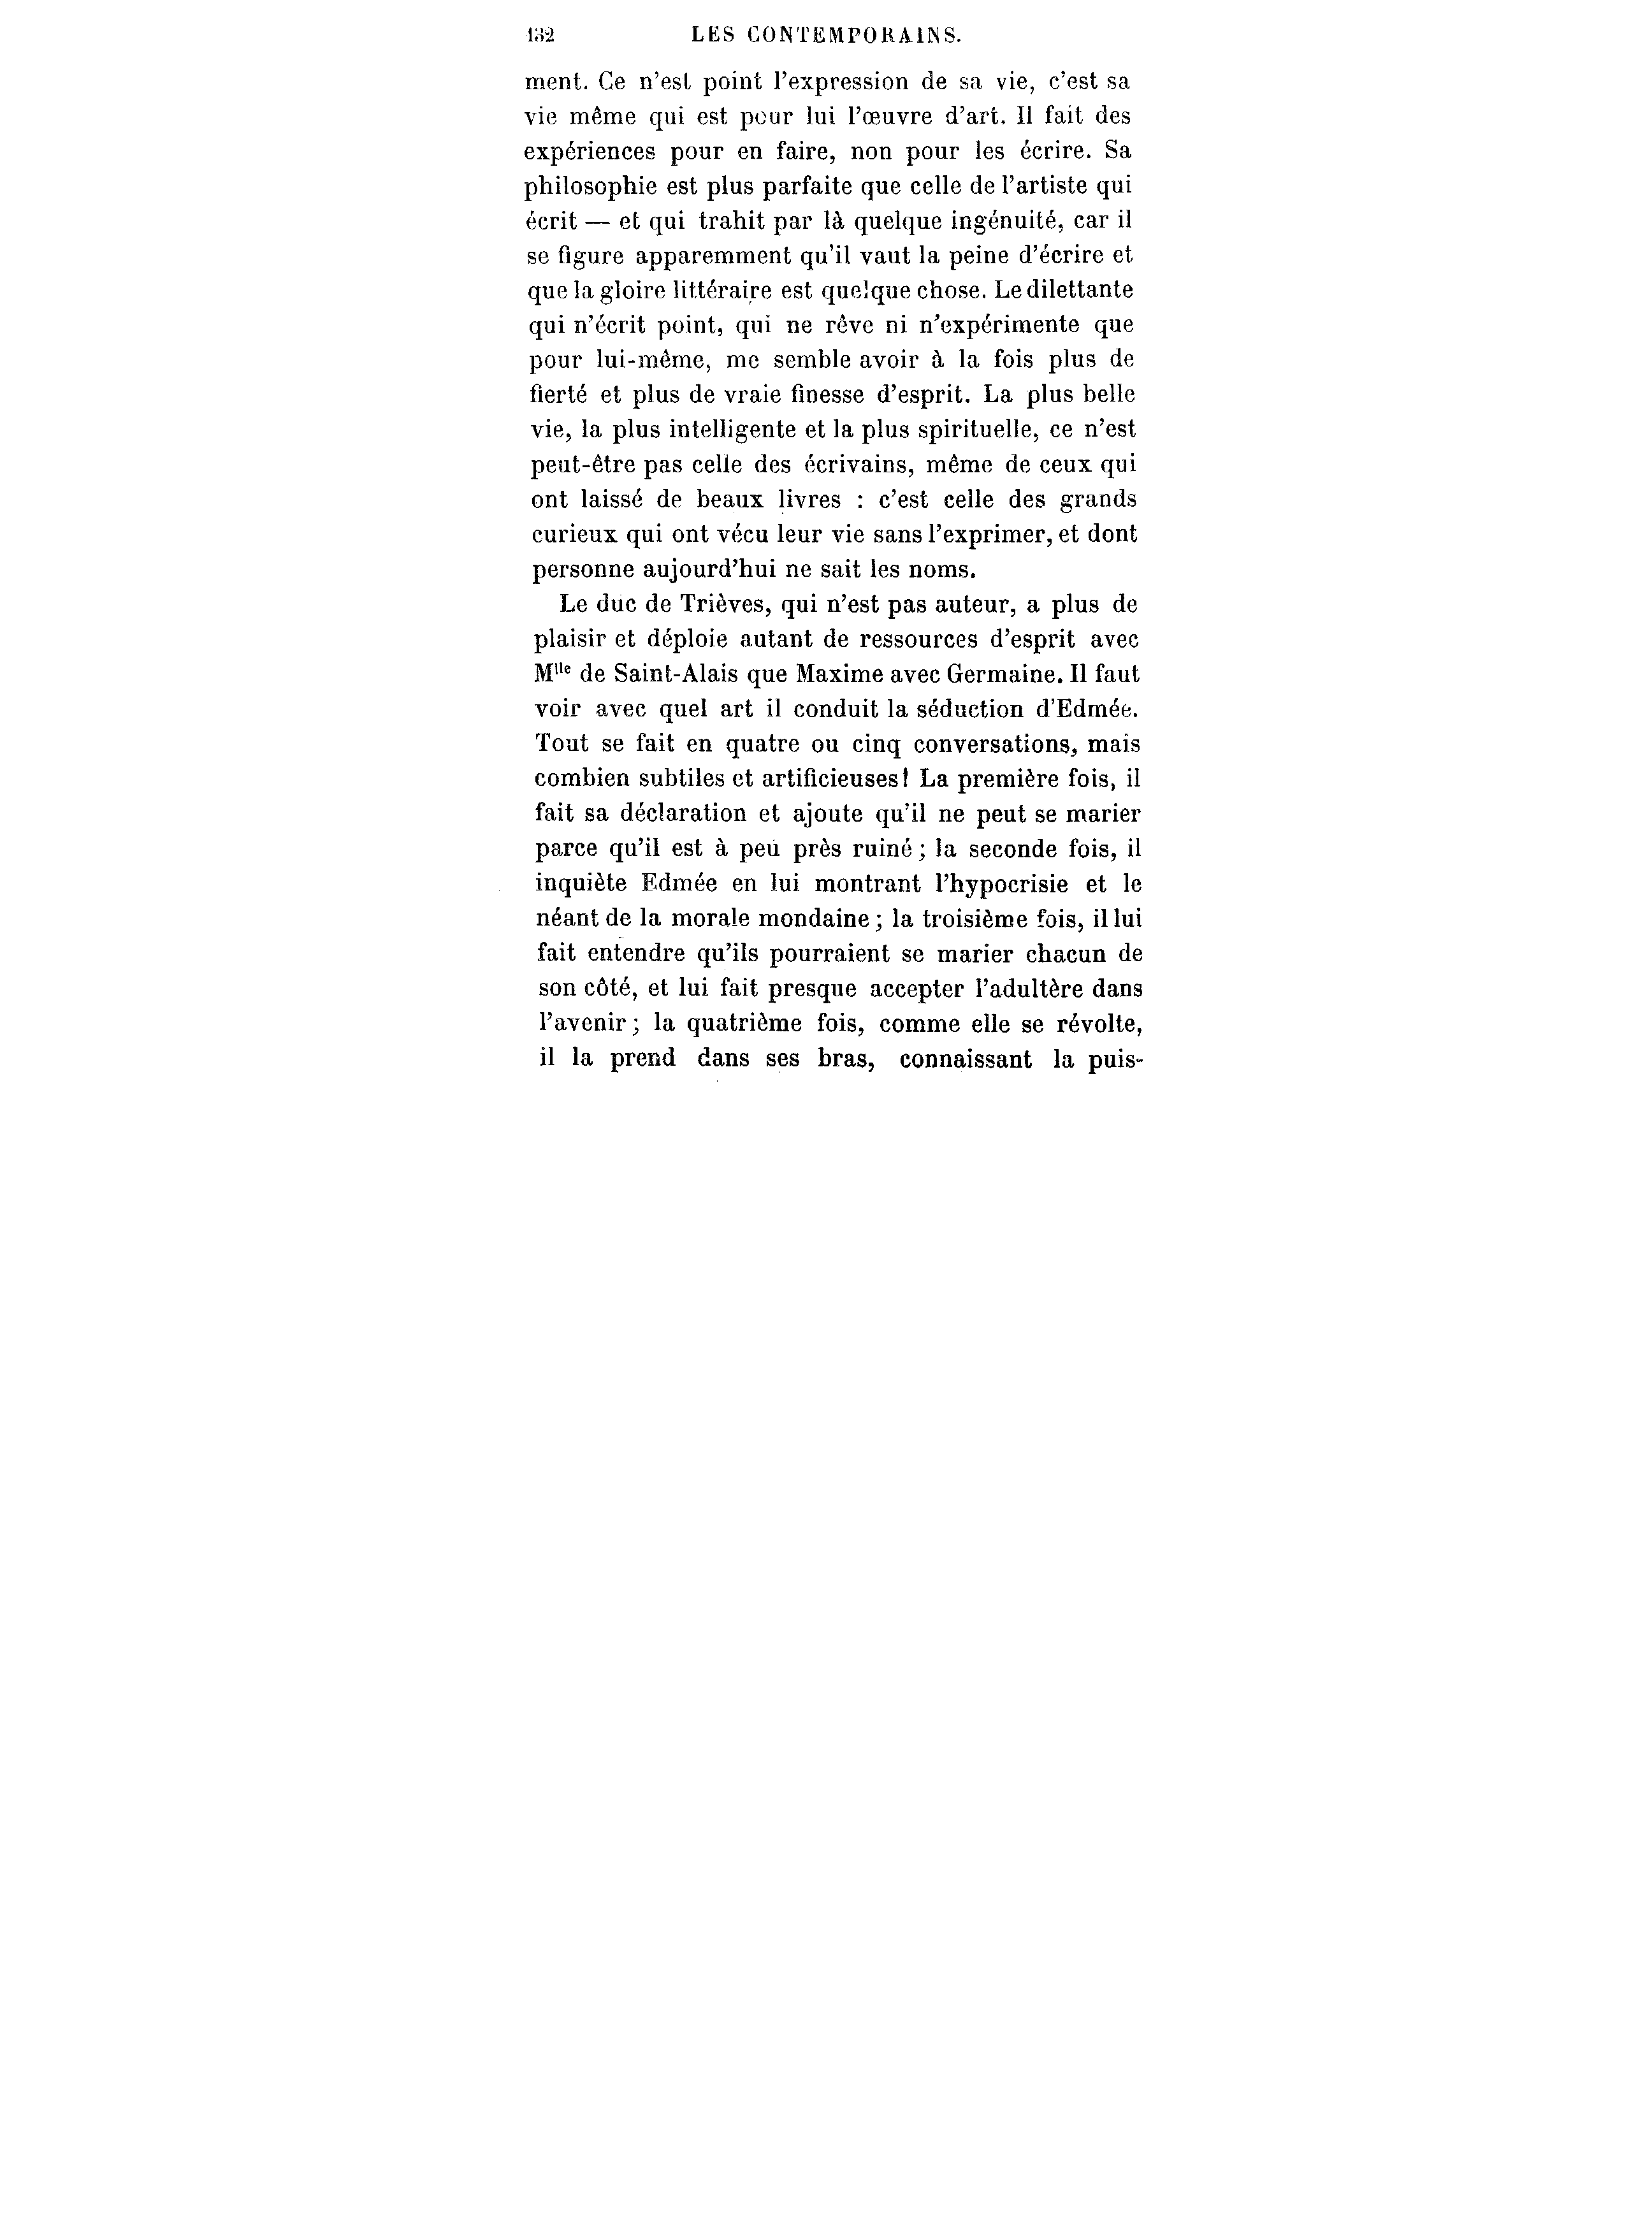 132 LES CONTEMPORAINS.
ment. Ce n'est point l'expression de sa vie, c'est sa
vie même qui est pour lui l'œuvre d'art. Il fait des
expériences pour en faire, non pour les écrire. Sa
philosophie est plus parfaite que celle de l'artiste qui
écrit — et qui trahit par là quelque ingénuité, car il
se figure apparemment qu'il vaut la peine d'écrire et
que la gloire littéraire est quelque chose. Le dilettante
qui n'écrit point, qui ne rêve ni n'expérimente que
pour lui-même, me semble avoir à la fois plus de
fierté et plus de vraie finesse d'esprit. La plus belle
vie, la plus intelligente et la plus spirituelle, ce n'est
peut-être pas celle des écrivains, même de ceux qui
ont laissé de beaux livres : c'est celle des grands
curieux qui ont vécu leur vie sans l'exprimer, et dont
personne aujourd'hui ne sait les noms.
Le duc de Trièves, qui n'est pas auteur, a plus de
plaisir et déploie autant de ressources d'esprit avec
Mlle de Saint-Alais que Maxime avec Germaine. Il faut
voir avec quel art il conduit la séduction d'Edmée.
Tout se fait en quatre ou cinq conversations, mais
combien subtiles et artificieuses! La première fois, il
fait sa déclaration et ajoute qu'il ne peut se marier
parce qu'il est à peu près ruiné ; la seconde fois, il
inquiète Edmée en lui montrant l'hypocrisie et le
néant de la morale mondaine ; la troisième fois, il lui
fait entendre qu'ils pourraient se marier chacun de
son côté, et lui fait presque accepter l'adultère dans
l'avenir ; la quatrième fois, comme elle se révolte,
il la prend dans ses bras, connaissant la puis-